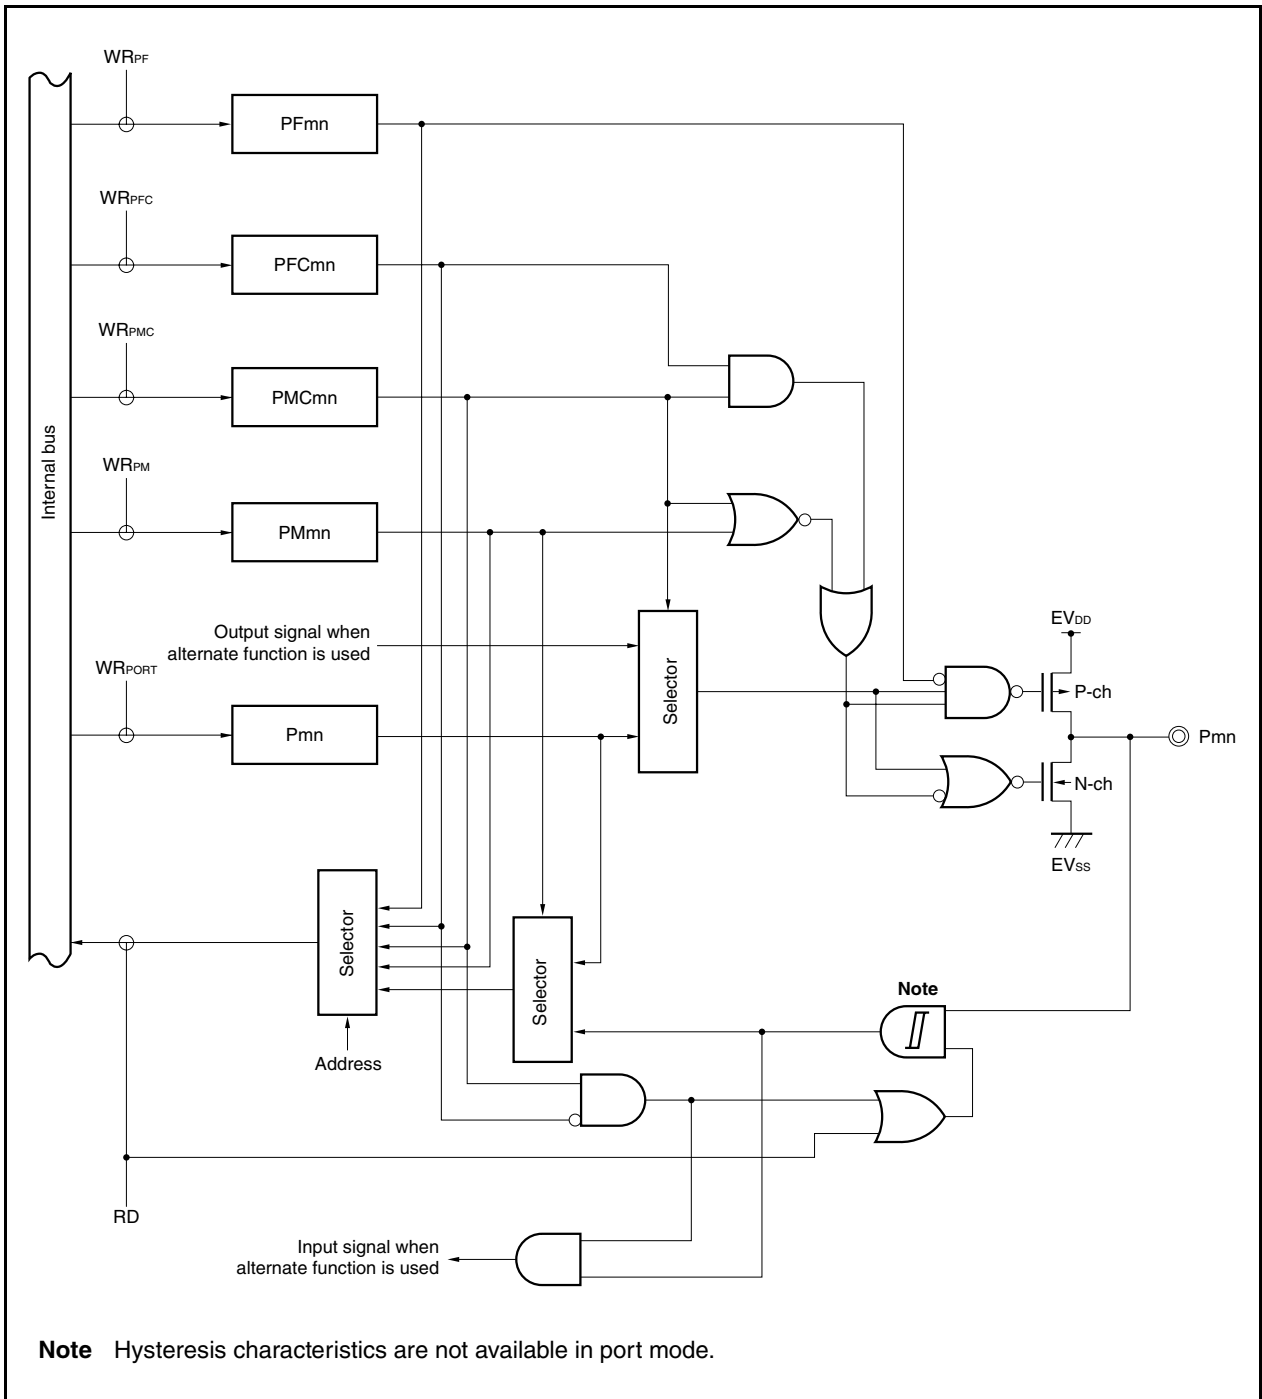 WRPF
PFmn
WRPFC
PFCmn
WRPMC
PMCmn
Internal bus
WRPM
PMmn
Output signal when
alternate function is used
WRPORT
Pmn
Selector
EVDD
P-ch
Pmn
N-ch
EVSS
Selector
Selector
Note
Address
RD
Input signal when
alternate function is used
Note Hysteresis characteristics are not available in port mode.